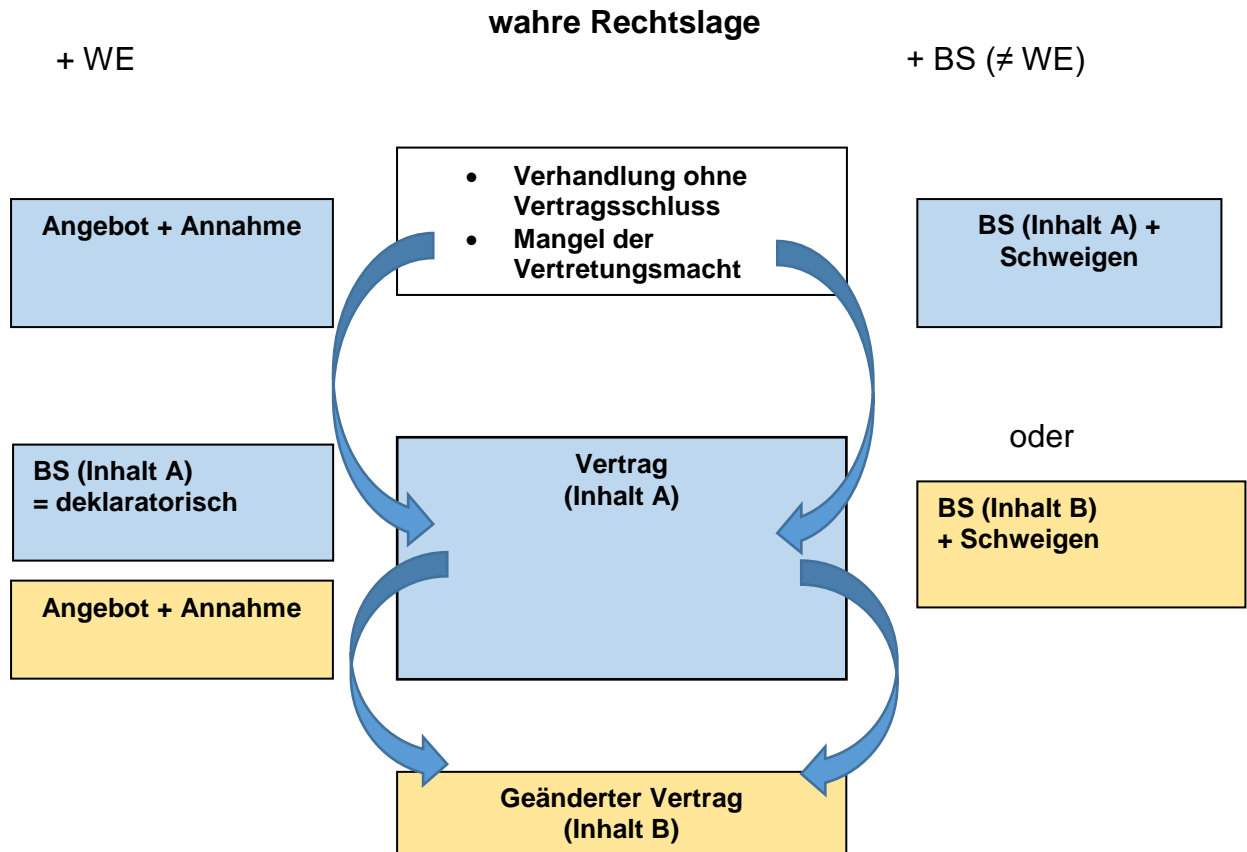 wahre Rechtslage
+ WE
+ BS (≠ WE)
• Verhandlung ohne
Vertragsschluss
• Mangel der
Vertretungsmacht
Angebot + Annahme
BS (Inhalt A) +
Schweigen
oder
BS (Inhalt A)
= deklaratorisch
Vertrag
(Inhalt A)
BS (Inhalt B)
+ Schweigen
Angebot + Annahme
Geänderter Vertrag
(Inhalt B)